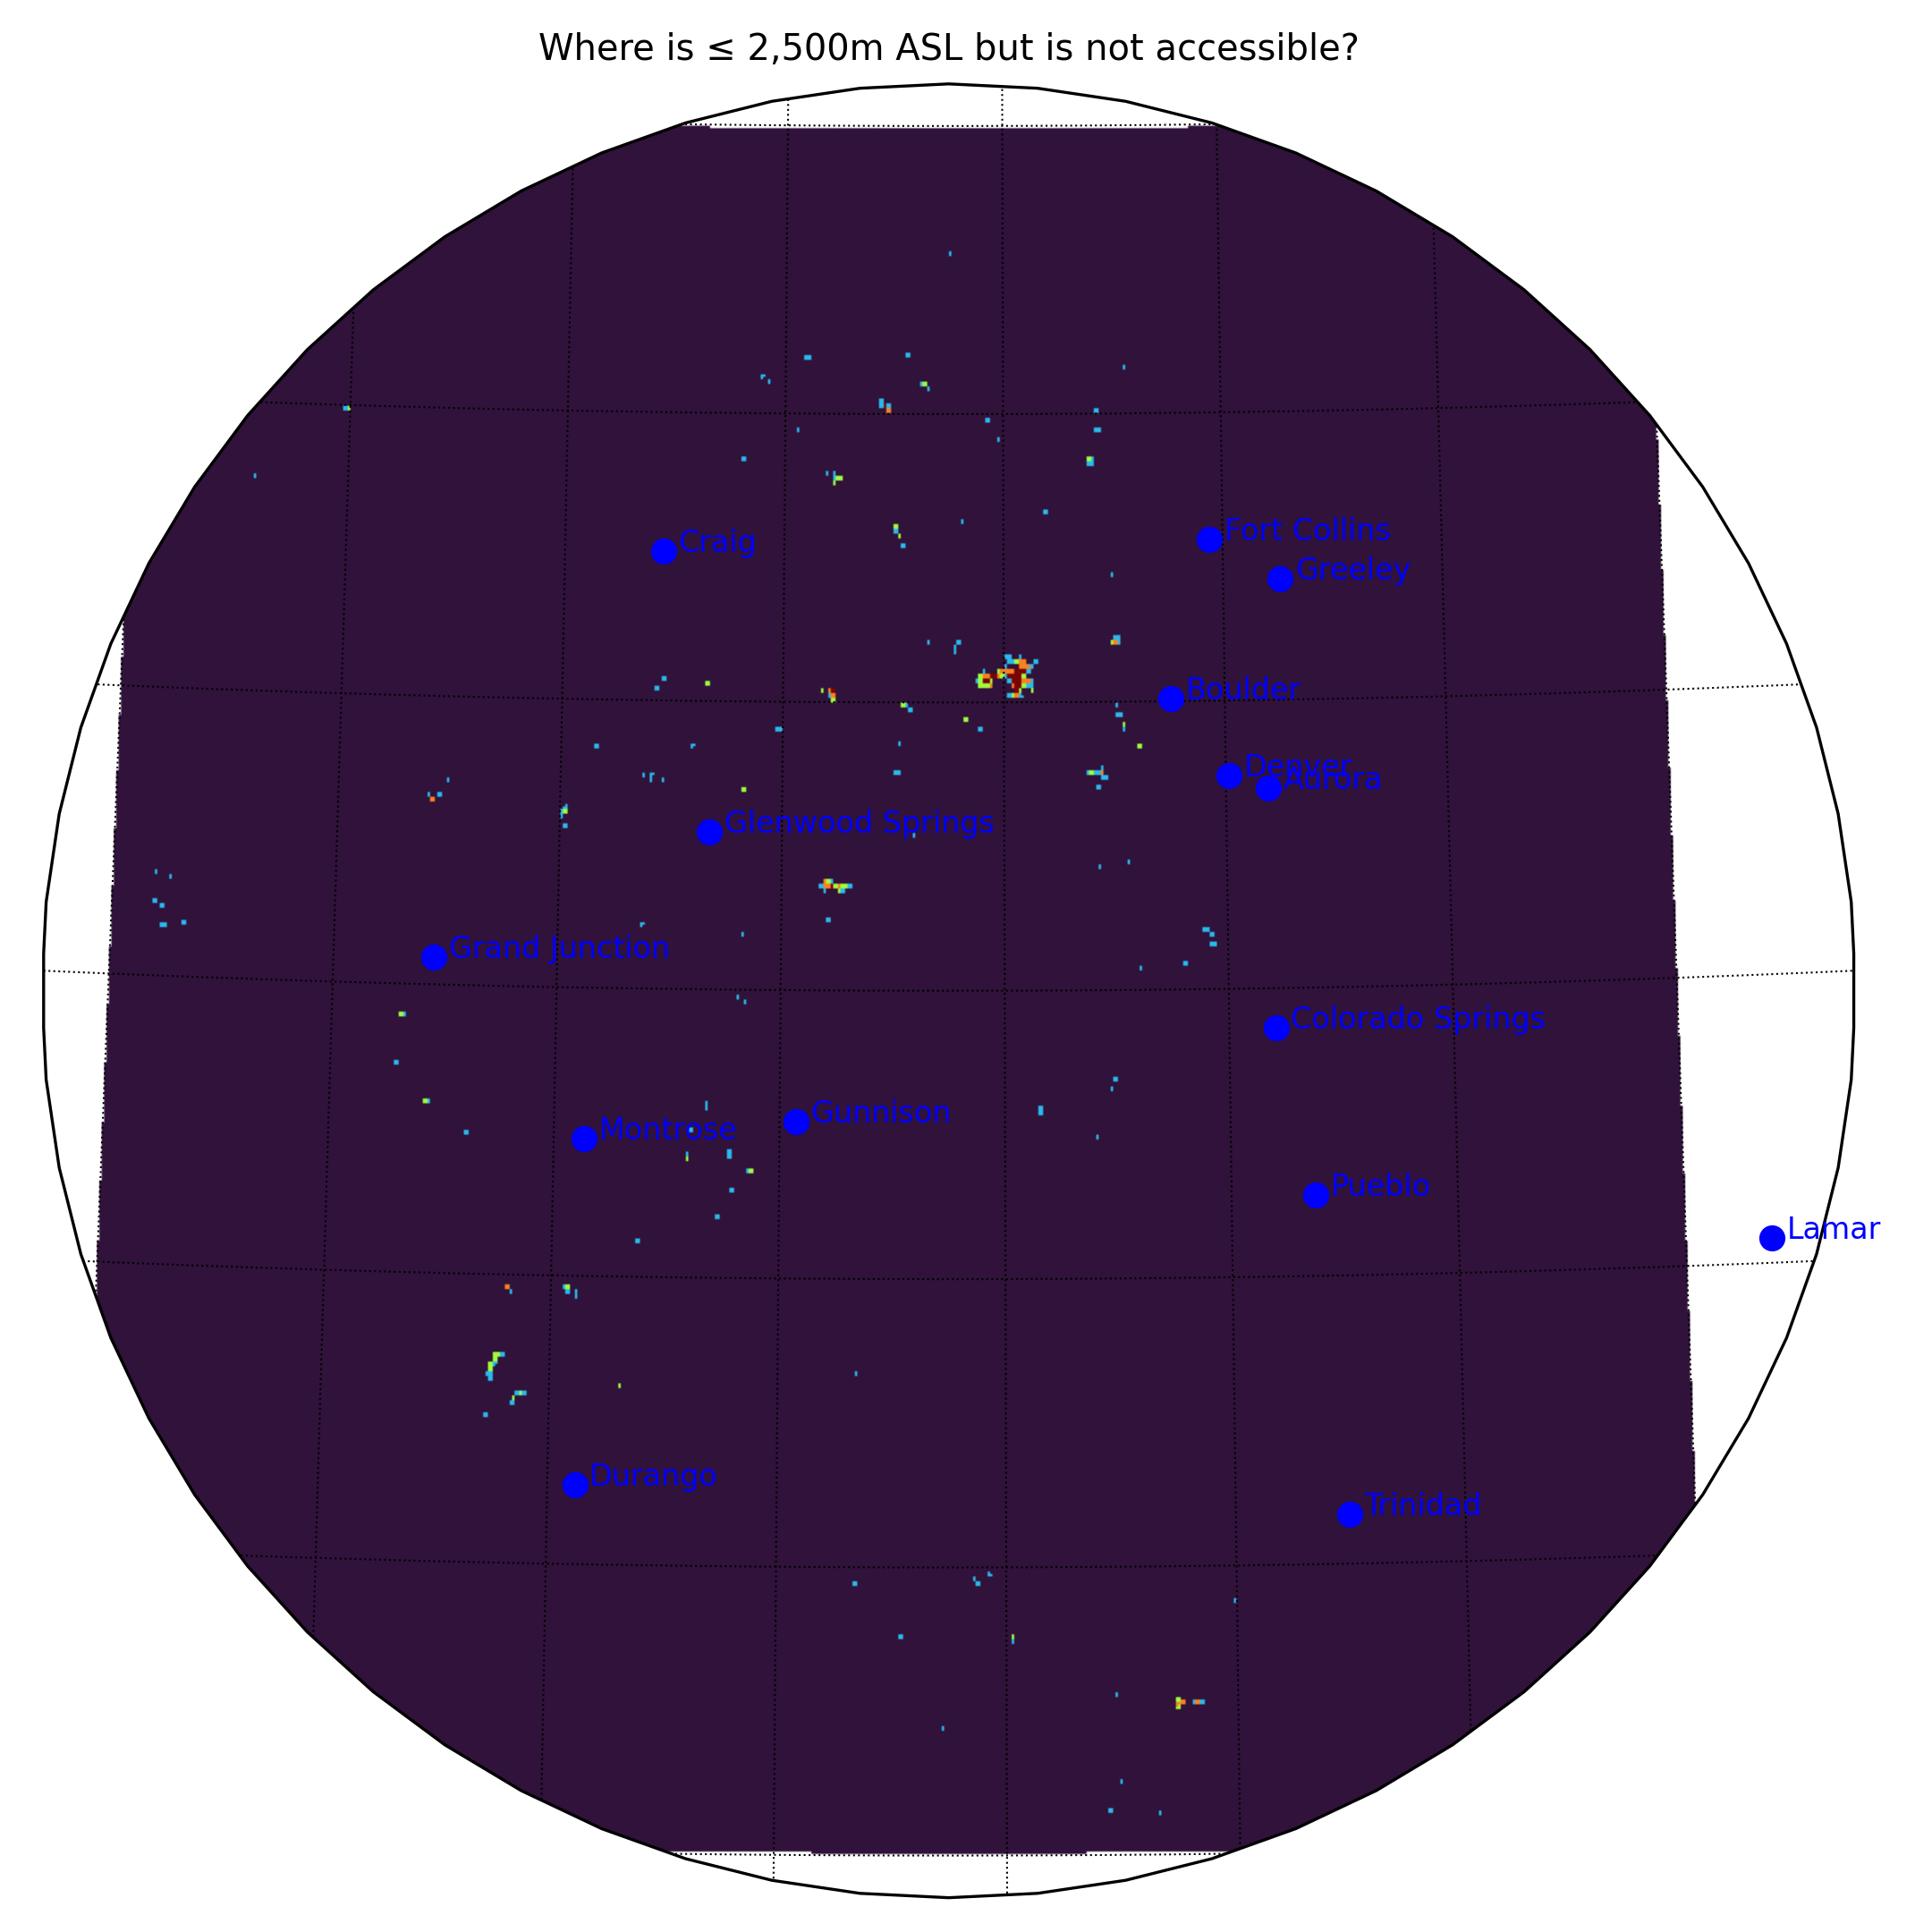 Where is ≤ 2,500m ASL but is not accessible?
Fort Collins
Craig
Greeley
Boulder
Denver
Aurora
Glenwood Springs
Grand Junction
Colorado Springs
Gunnison
Montrose
Pueblo
Lamar
Durango
Trinidad